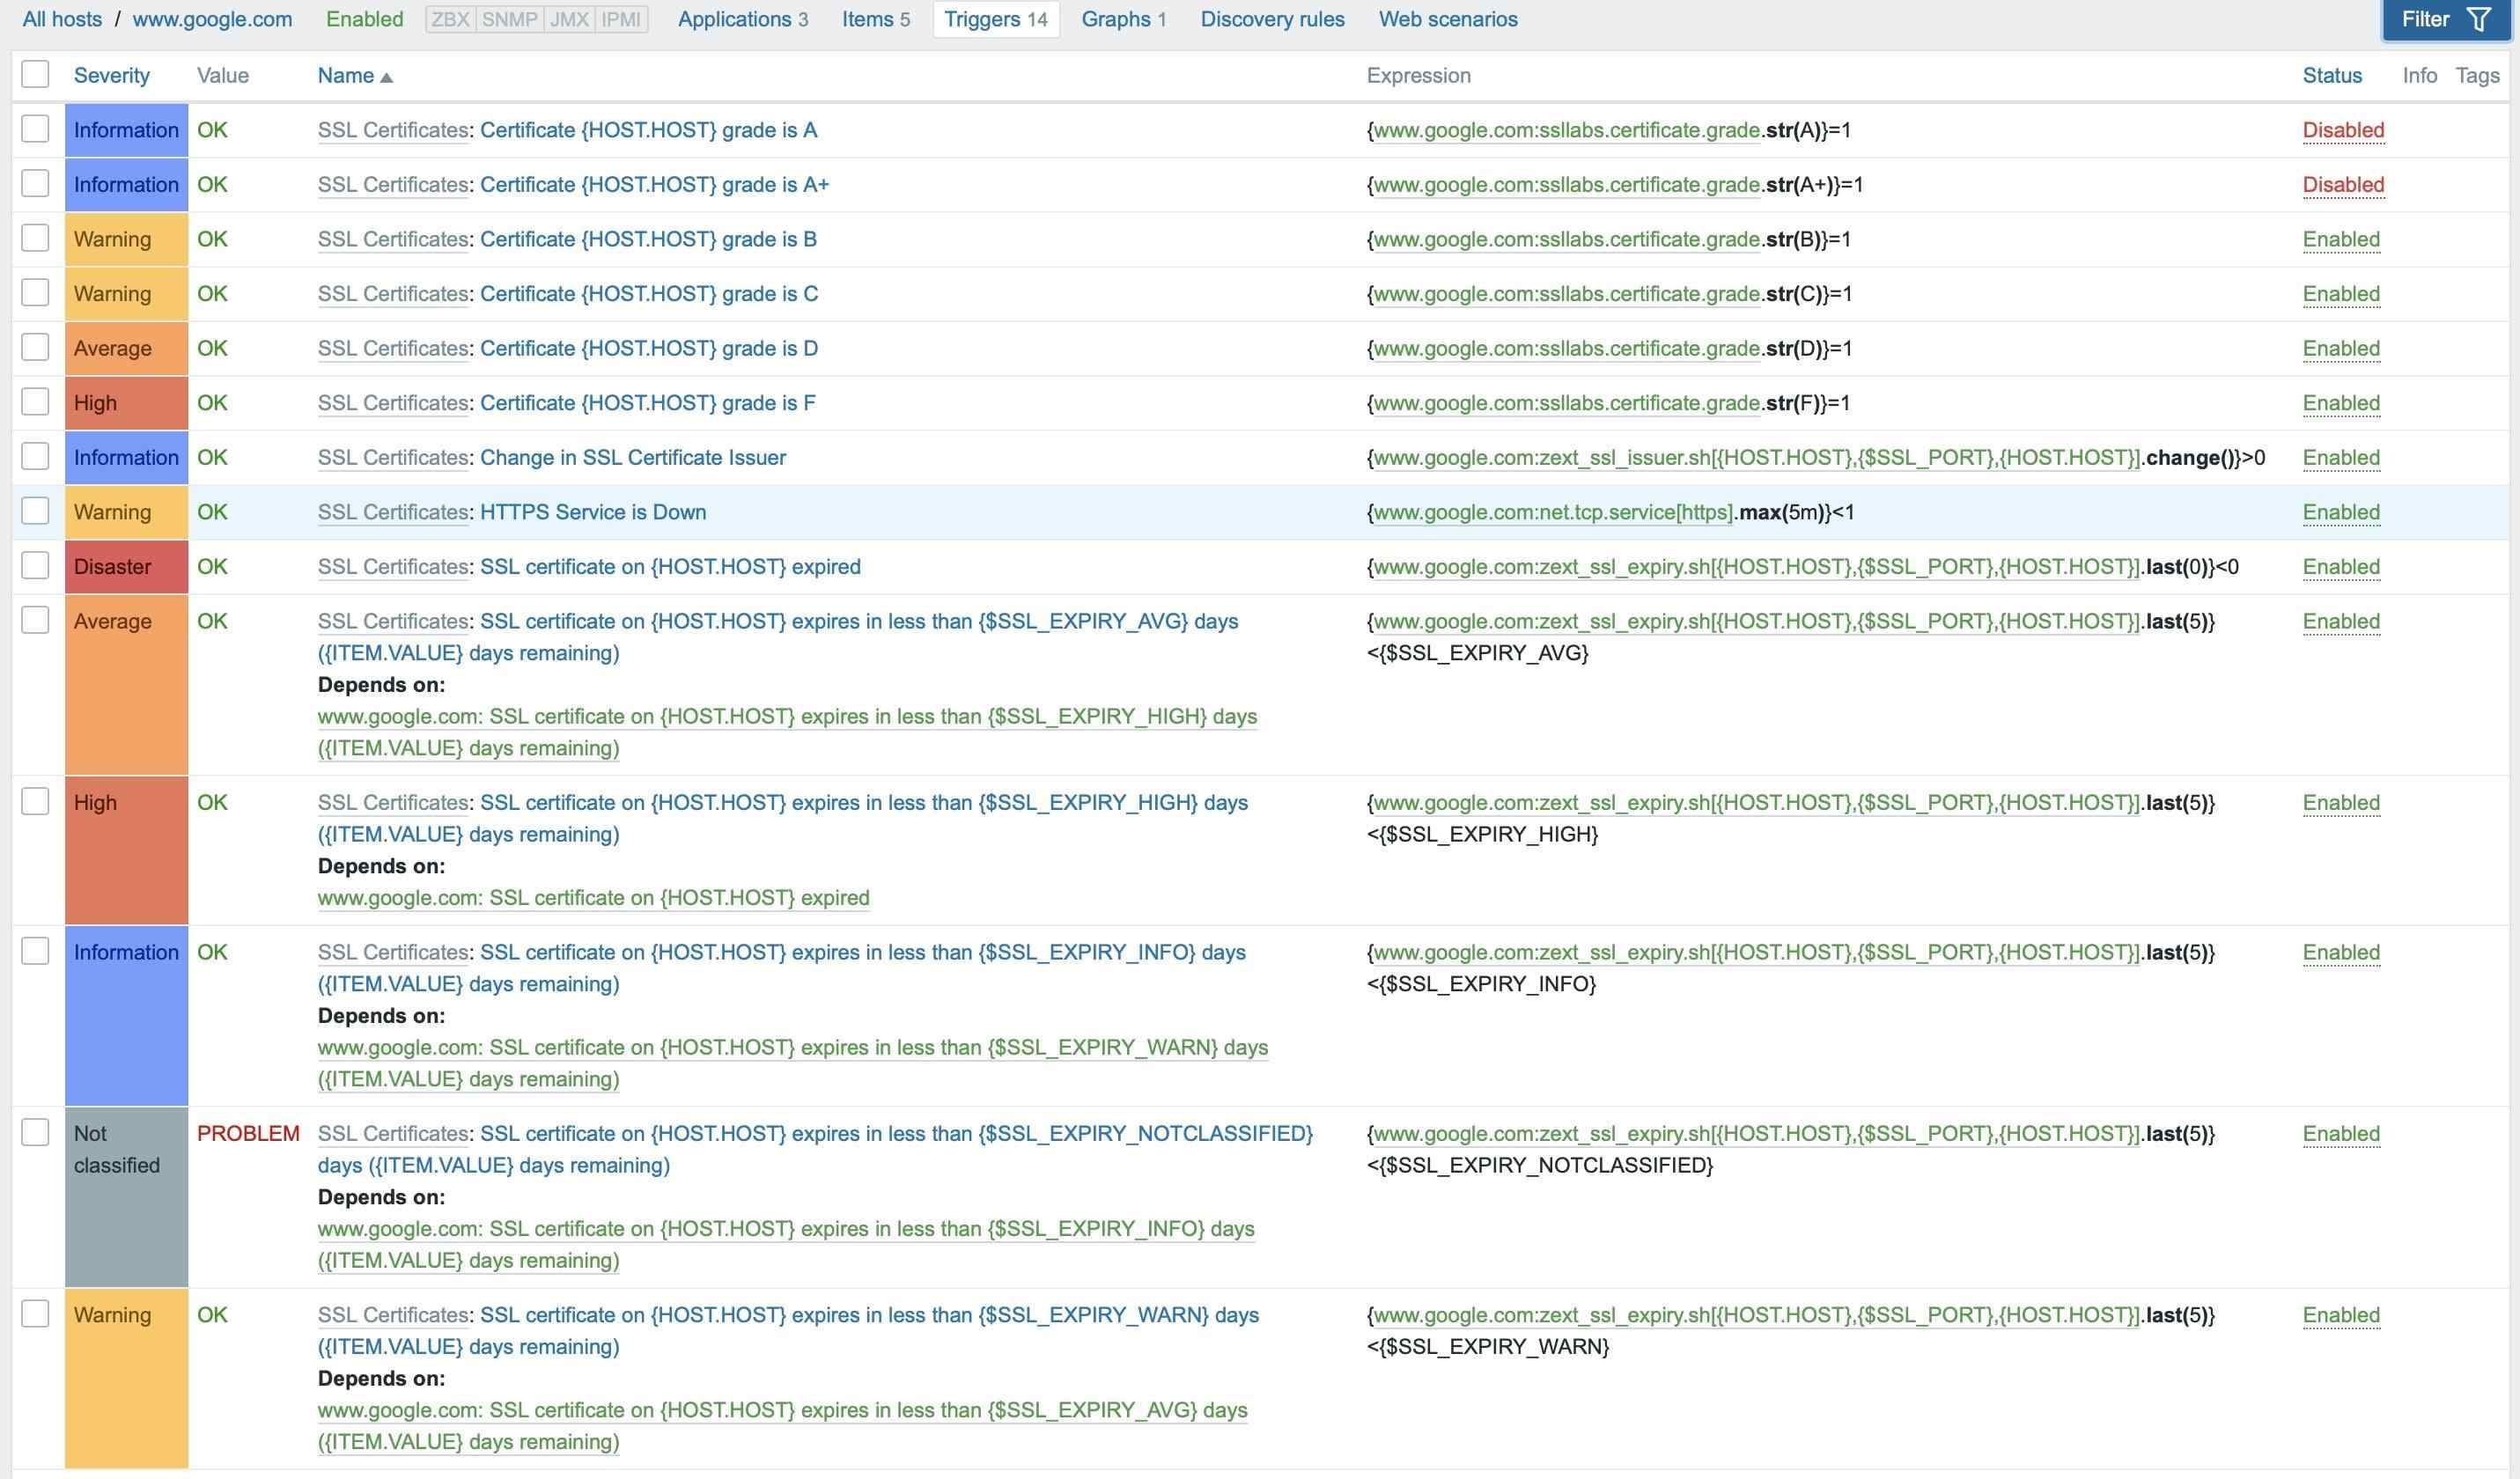 All hosts / www.google.com Enabled ZBX SNMP JMX IPMI Applications 3 Items 5 Triggers 14 Graphs 1 Discovery rules Web scenarios Filter
Severity Value Name ▲ Expression Status Info Tags
Information OK SSL Certificates: Certificate {HOST.HOST} grade is A {www.google.com:ssllabs.certificate.grade.str(A)}=1 Disabled
Information OK SSL Certificates: Certificate {HOST.HOST} grade is A+ {www.google.com:ssllabs.certificate.grade.str(A+)}=1 Disabled
Warning OK SSL Certificates: Certificate {HOST.HOST} grade is B {www.google.com:ssllabs.certificate.grade.str(B)}=1 Enabled
Warning OK SSL Certificates: Certificate {HOST.HOST} grade is C {www.google.com:ssllabs.certificate.grade.str(C)}=1 Enabled
Average OK SSL Certificates: Certificate {HOST.HOST} grade is D {www.google.com:ssllabs.certificate.grade.str(D)}=1 Enabled
High OK SSL Certificates: Certificate {HOST.HOST} grade is F {www.google.com:ssllabs.certificate.grade.str(F)}=1 Enabled
Information OK SSL Certificates: Change in SSL Certificate Issuer {www.google.com:zext_ssl_issuer.sh[{HOST.HOST},{$SSL_PORT},{HOST.HOST}].change()}>0 Enabled
Warning OK SSL Certificates: HTTPS Service is Down {www.google.com:net.tcp.service[https].max(5m)}<1 Enabled
Disaster OK SSL Certificates: SSL certificate on {HOST.HOST} expired {www.google.com:zext_ssl_expiry.sh[{HOST.HOST},{$SSL_PORT},{HOST.HOST}].last(0)}<0 Enabled
Average OK SSL Certificates: SSL certificate on {HOST.HOST} expires in less than {$SSL_EXPIRY_AVG} days {www.google.com:zext_ssl_expiry.sh[{HOST.HOST},{$SSL_PORT},{HOST.HOST}].last(5)} Enabled
({ITEM.VALUE} days remaining) <{$SSL_EXPIRY_AVG}
Depends on:
www.google.com: SSL certificate on {HOST.HOST} expires in less than {$SSL_EXPIRY_HIGH} days
({ITEM.VALUE} days remaining)
High OK SSL Certificates: SSL certificate on {HOST.HOST} expires in less than {$SSL_EXPIRY_HIGH} days {www.google.com:zext_ssl_expiry.sh[{HOST.HOST},{$SSL_PORT},{HOST.HOST}].last(5)} Enabled
({ITEM.VALUE} days remaining) <{$SSL_EXPIRY_HIGH}
Depends on:
www.google.com: SSL certificate on {HOST.HOST} expired
Information OK SSL Certificates: SSL certificate on {HOST.HOST} expires in less than {$SSL_EXPIRY_INFO} days {www.google.com:zext_ssl_expiry.sh[{HOST.HOST},{$SSL_PORT},{HOST.HOST}].last(5)} Enabled
({ITEM.VALUE} days remaining) <{$SSL_EXPIRY_INFO}
Depends on:
www.google.com: SSL certificate on {HOST.HOST} expires in less than {$SSL_EXPIRY_WARN} days
({ITEM.VALUE} days remaining)
Not PROBLEM SSL Certificates: SSL certificate on {HOST.HOST} expires in less than {$SSL_EXPIRY_NOTCLASSIFIED} {www.google.com:zext_ssl_expiry.sh[{HOST.HOST},{$SSL_PORT},{HOST.HOST}].last(5)} Enabled
classified days ({ITEM.VALUE} days remaining) <{$SSL_EXPIRY_NOTCLASSIFIED}
Depends on:
www.google.com: SSL certificate on {HOST.HOST} expires in less than {$SSL_EXPIRY_INFO} days
({ITEM.VALUE} days remaining)
Warning OK SSL Certificates: SSL certificate on {HOST.HOST} expires in less than {$SSL_EXPIRY_WARN} days {www.google.com:zext_ssl_expiry.sh[{HOST.HOST},{$SSL_PORT},{HOST.HOST}].last(5)} Enabled
({ITEM.VALUE} days remaining) <{$SSL_EXPIRY_WARN}
Depends on:
www.google.com: SSL certificate on {HOST.HOST} expires in less than {$SSL_EXPIRY_AVG} days
({ITEM.VALUE} days remaining)